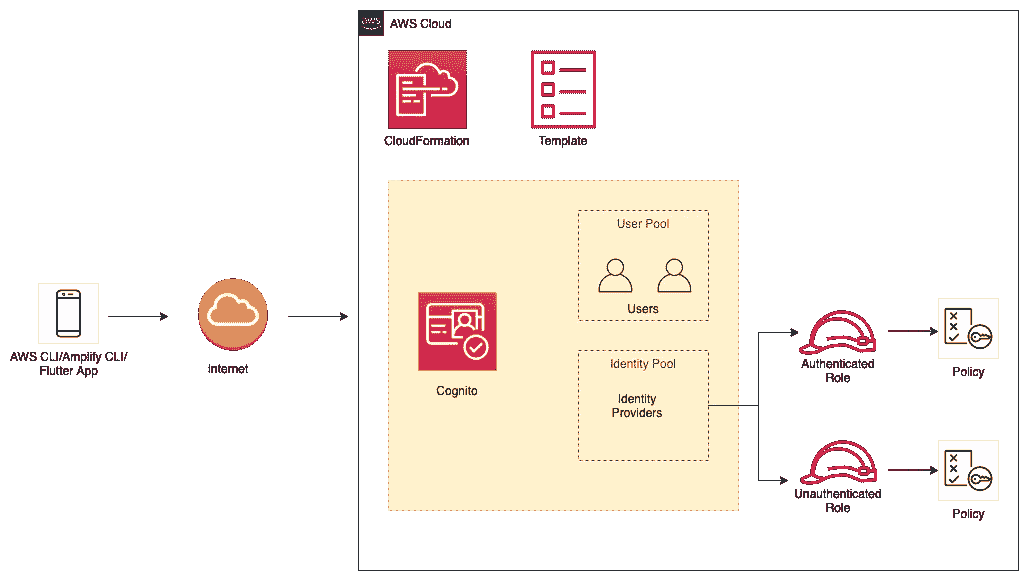 AWS Cloud
CloudFormation
Template
User Pool
Users
AWS CLI/Amplify CLI/
Flutter App
Internet
Cognito
Identity Pool
Identity
Providers
Authenticated
Role
Policy
Unauthenticated
Role
Policy